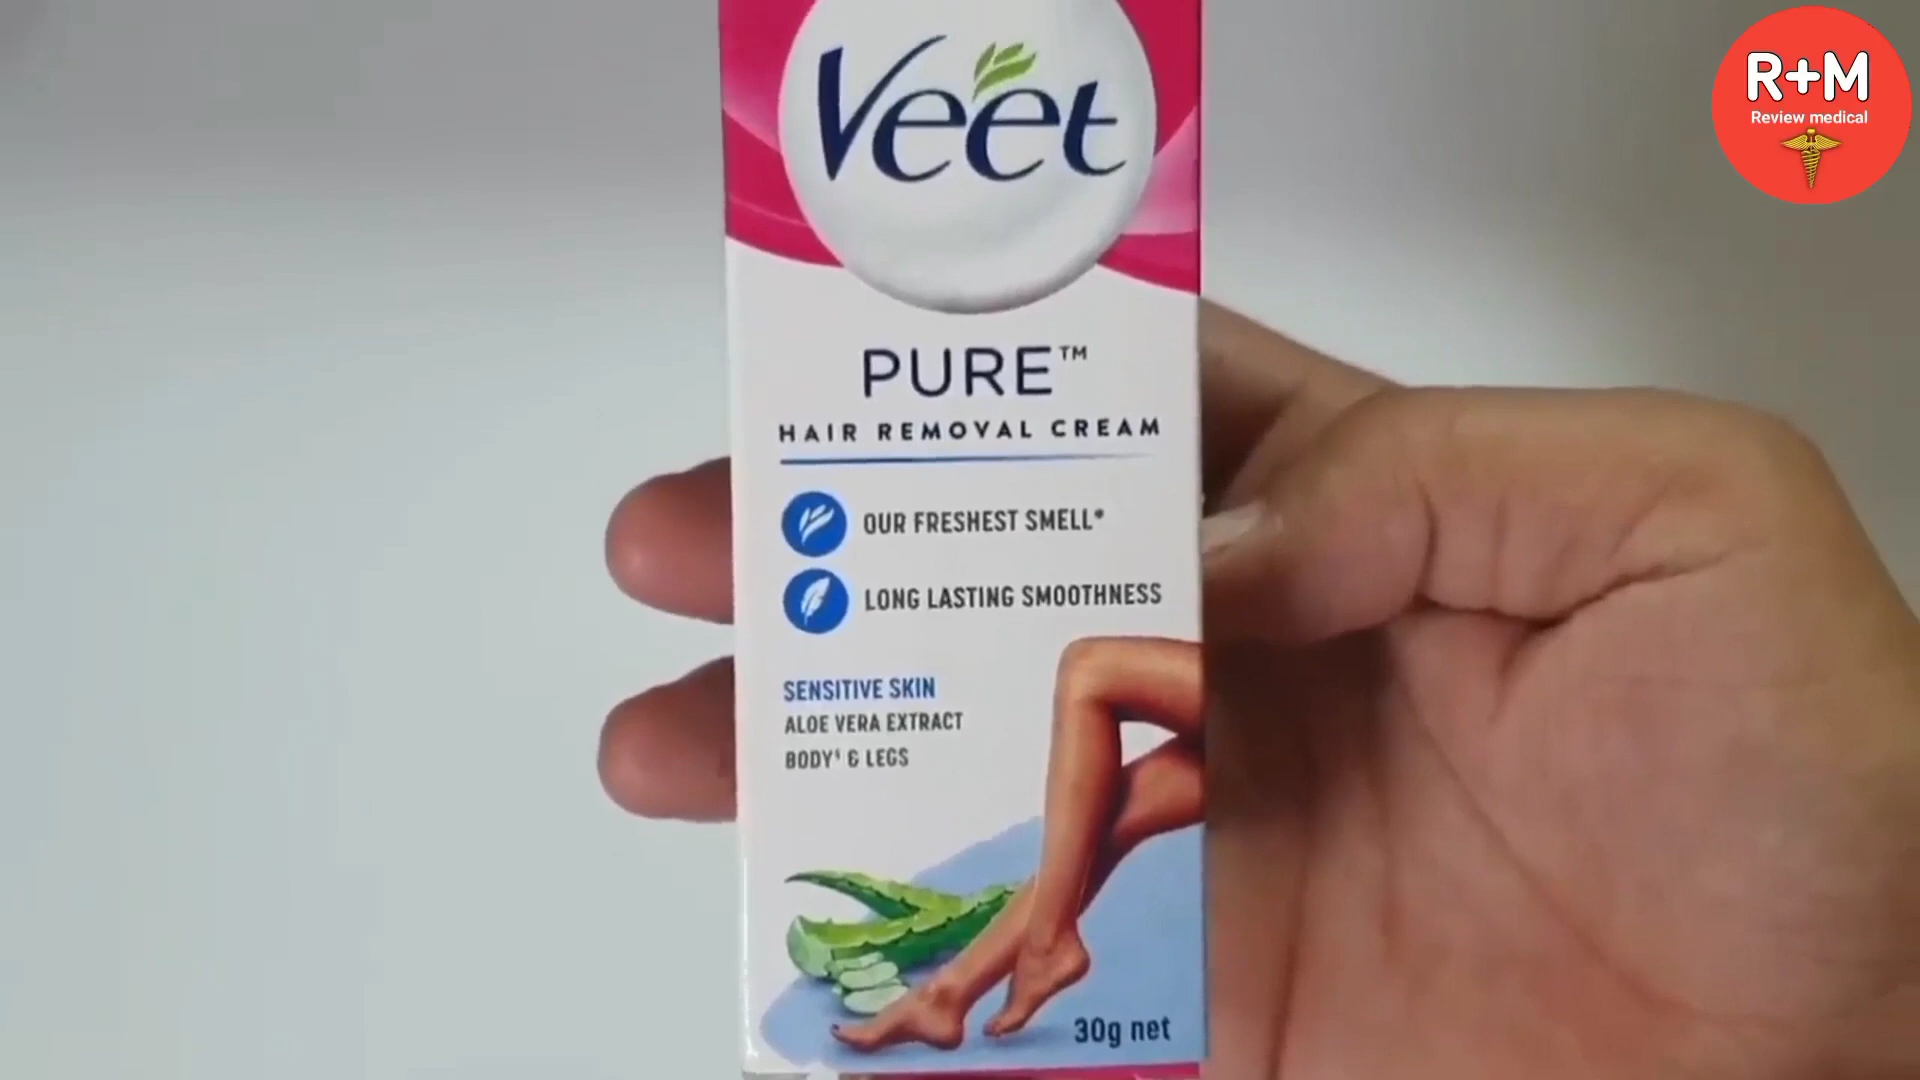 Veet
PURE™
HAIR REMOVAL CREAM
OUR FRESHEST SMELL*
LONG LASTING SMOOTHNESS
SENSITIVE SKIN
ALOE VERA EXTRACT
BODY† & LEGS
30g net
R+M
Review medical